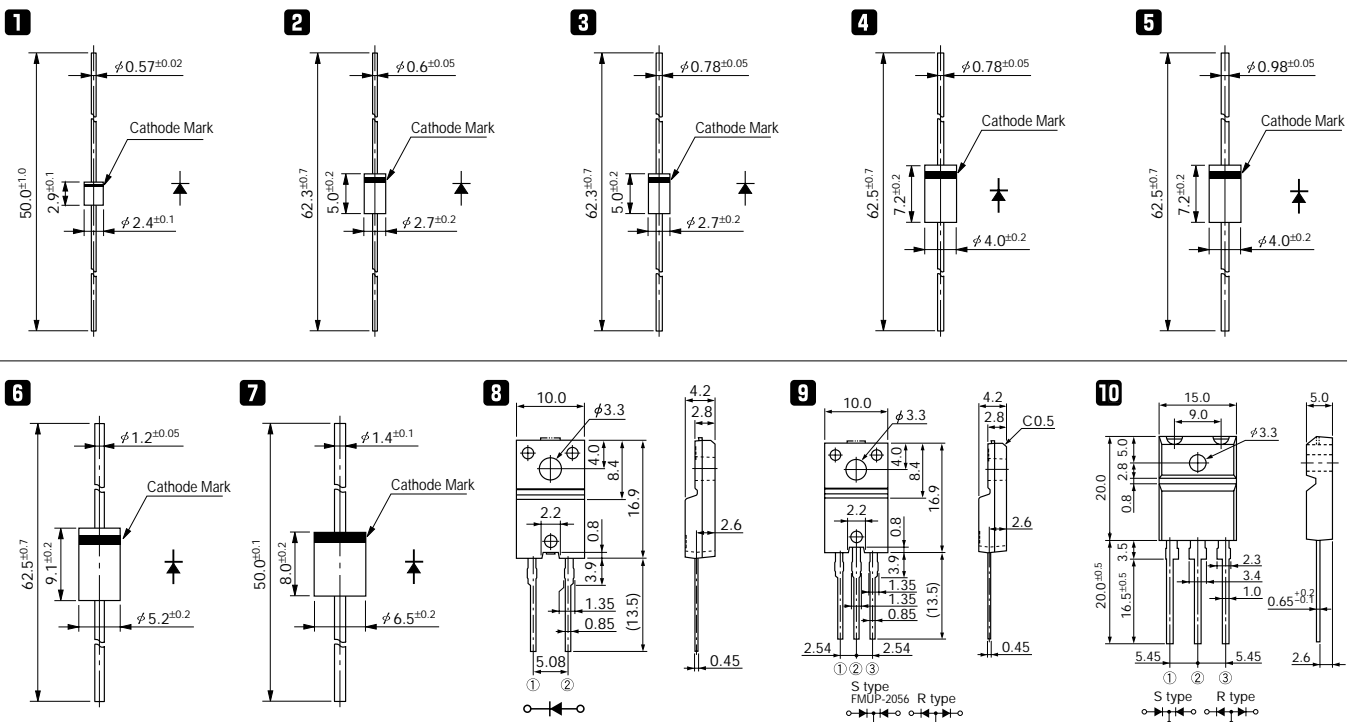 1
50.0±1.0
2.9±0.1
φ0.57±0.02
Cathode Mark
φ2.4±0.1
2
62.3±0.7
5.0±0.2
φ0.6±0.05
Cathode Mark
φ2.7±0.2
3
62.3±0.7
5.0±0.2
φ0.78±0.05
Cathode Mark
φ2.7±0.2
4
62.5±0.7
7.2±0.2
φ0.78±0.05
Cathode Mark
φ4.0±0.2
5
62.5±0.7
7.2±0.2
φ0.98±0.05
Cathode Mark
φ4.0±0.2
6
62.5±0.7
9.1±0.2
φ1.2±0.05
Cathode Mark
φ5.2±0.2
7
50.0±0.1
8.0±0.2
φ1.4±0.1
Cathode Mark
φ6.5±0.2
8
10.0
φ3.3
4.0
8.4
16.9
2.2
0.8
3.9
1.35
0.85
(13.5)
5.08
① ②
4.2
2.8
2.6
0.45
9
10.0
φ3.3
4.0
8.4
16.9
2.2
0.8
3.9
1.35
1.35
0.85
(13.5)
2.54 2.54
① ② ③
S type
FMUP-2056 R type
4.2
2.8
C0.5
2.6
0.45
10
15.0
9.0
φ3.3
5.0
2.8
0.8
20.0
3.5
20.0±0.5
16.5±0.5
2.3
3.4
1.0
5.45 5.45
① ② ③
S type R type
5.0
0.65+0.2-0.1
2.6